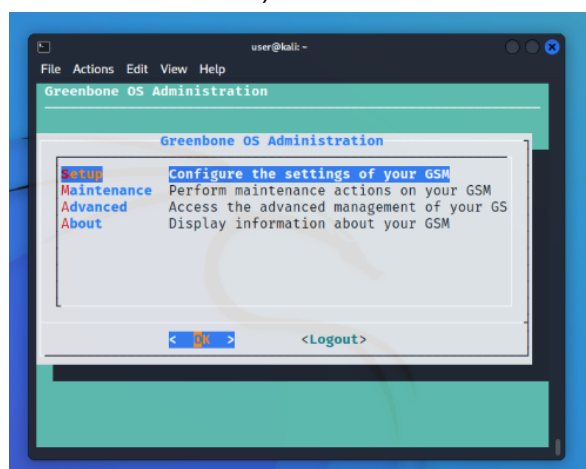 user@kali: ~
File Actions Edit View Help
Greenbone OS Administration
Greenbone OS Administration
Setup Configure the settings of your GSM
Maintenance Perform maintenance actions on your GSM
Advanced Access the advanced management of your GS
About Display information about your GSM
< OK > <Logout>